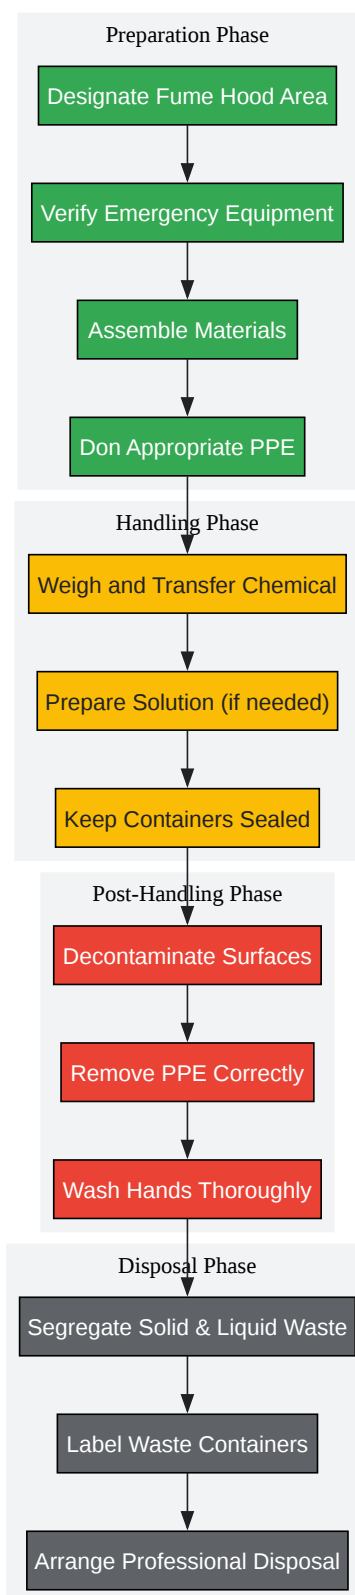 Preparation Phase
Designate Fume Hood Area
Verify Emergency Equipment
Assemble Materials
Don Appropriate PPE
Handling Phase
Weigh and Transfer Chemical
Prepare Solution (if needed)
Keep Containers Sealed
Post-Handling Phase
Decontaminate Surfaces
Remove PPE Correctly
Wash Hands Thoroughly
Disposal Phase
Segregate Solid & Liquid Waste
Label Waste Containers
Arrange Professional Disposal